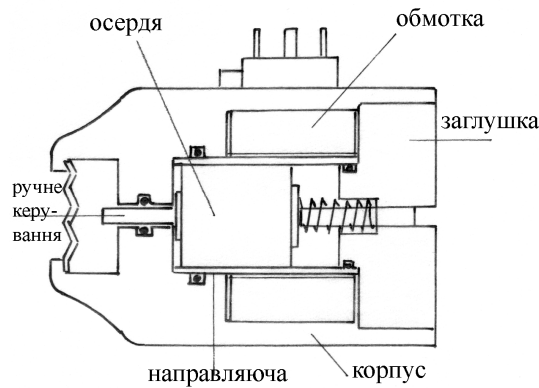 осердя
обмотка
заглушка
ручне
керу-
вання
направляюча
корпус